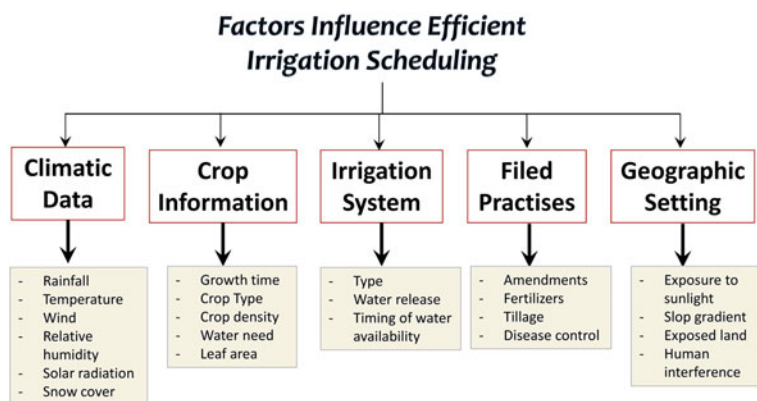 Factors Influence Efficient
Irrigation Scheduling
Climatic
Data
Crop
Information
Irrigation
System
Filed
Practises
Geographic
Setting
- Rainfall
- Temperature
- Wind
- Relative
humidity
- Solar radiation
- Snow cover
- Growth time
- Crop Type
- Crop density
- Water need
- Leaf area
- Type
- Water release
- Timing of water
availability
- Amendments
- Fertilizers
- Tillage
- Disease control
- Exposure to
sunlight
- Slop gradient
- Exposed land
- Human
interference